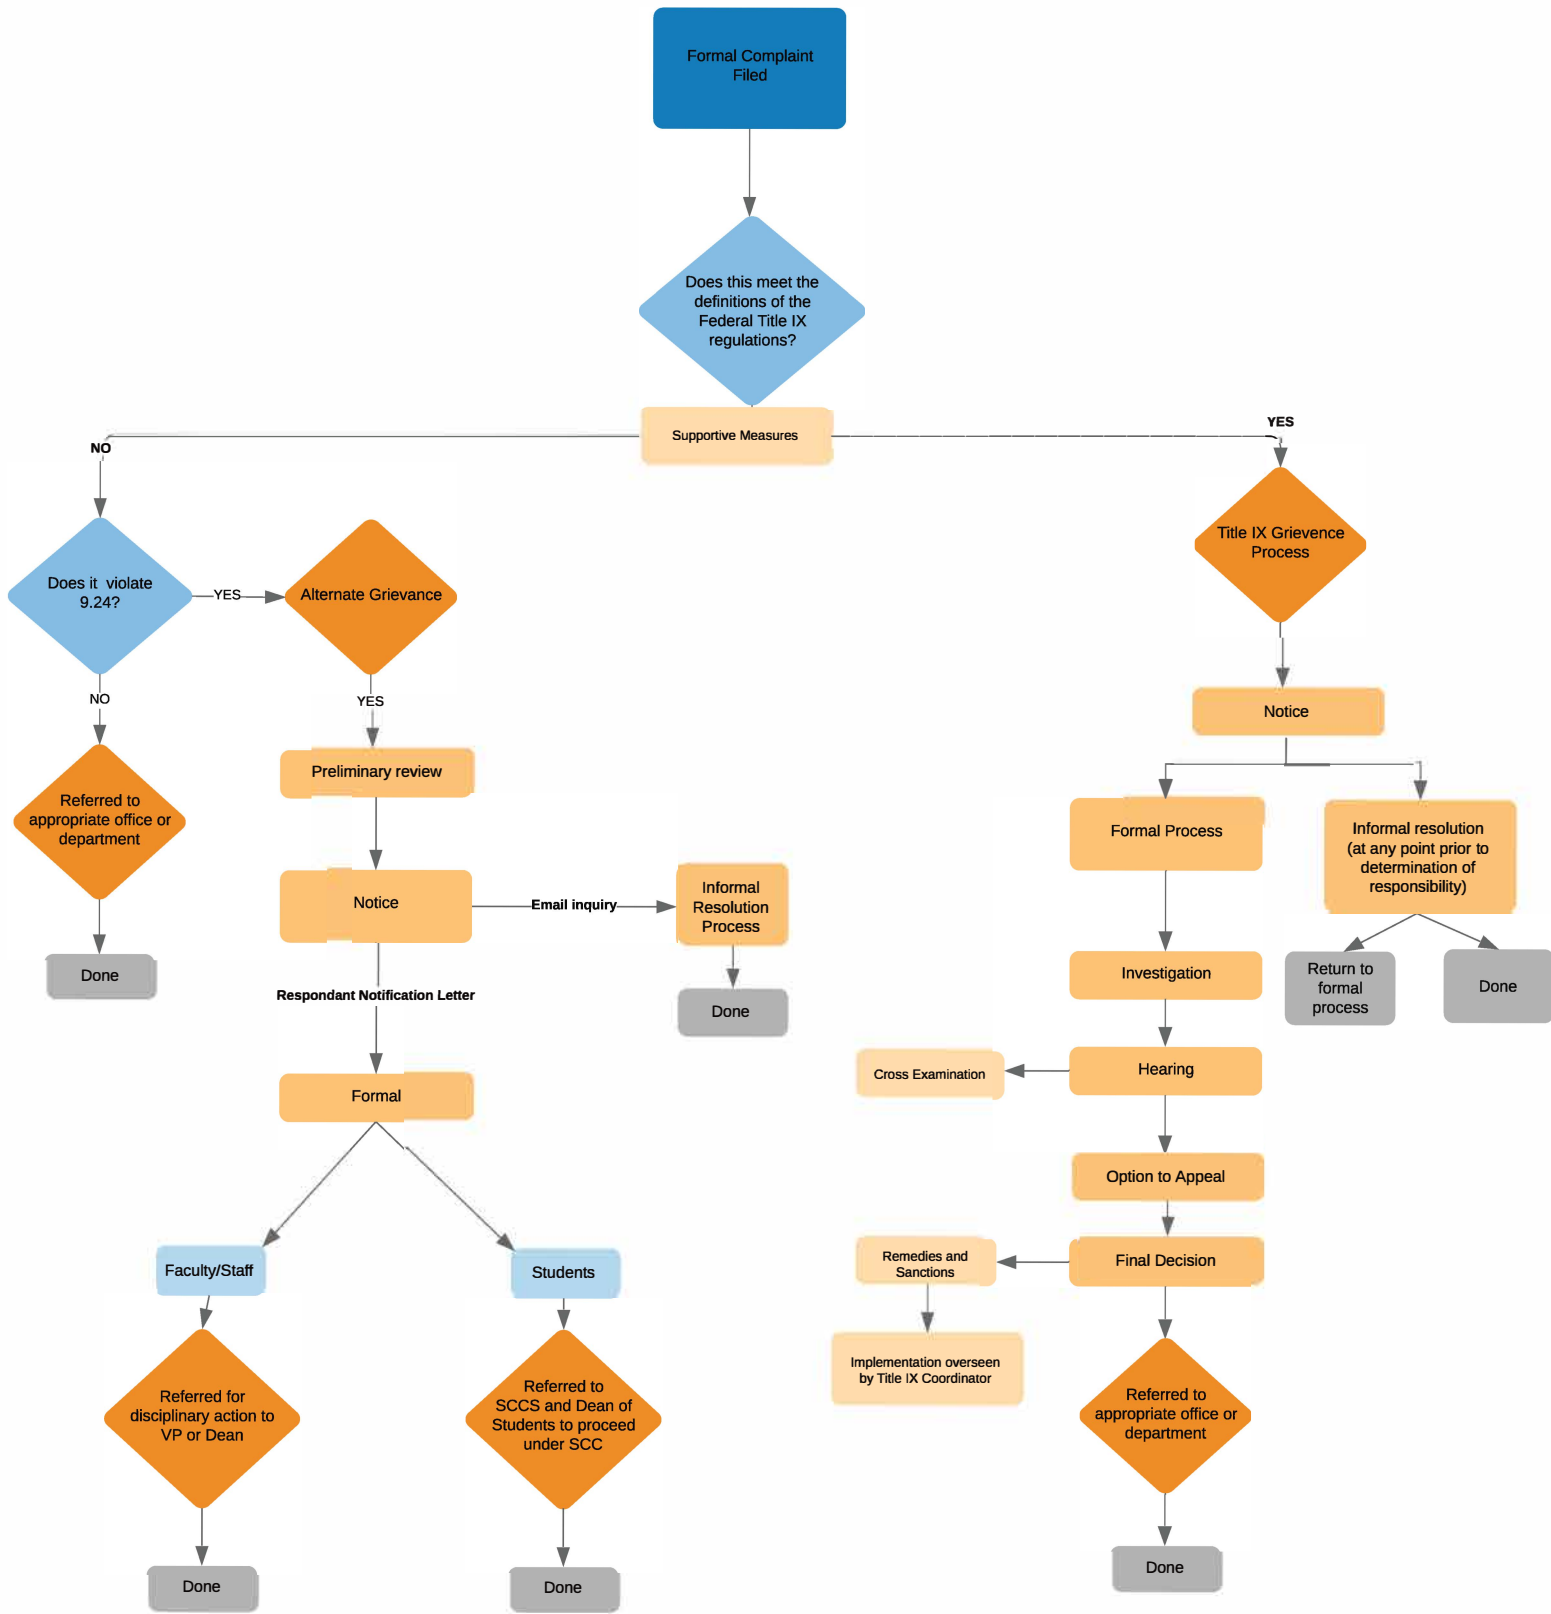 Formal Complaint
Filed
Does this meet the
definitions of the
Federal Title IX
regulations?
Supportive Measures
NO
YES
Does it violate
9.24?
YES
Alternate Grievance
Title IX Grievence
Process
NO
YES
Notice
Preliminary review
Referred to
appropriate office or
department
Formal Process
Informal resolution
(at any point prior to
determination of
responsibility)
Notice
Email inquiry
Informal
Resolution
Process
Done
Investigation
Return to
formal
process
Done
Respondant Notification Letter
Done
Formal
Cross Examination
Hearing
Option to Appeal
Faculty/Staff
Students
Remedies and
Sanctions
Final Decision
Implementation overseen
by Title IX Coordinator
Referred for
disciplinary action to
VP or Dean
Referred to
SCCS and Dean of
Students to proceed
under SCC
Referred to
appropriate office or
department
Done
Done
Done